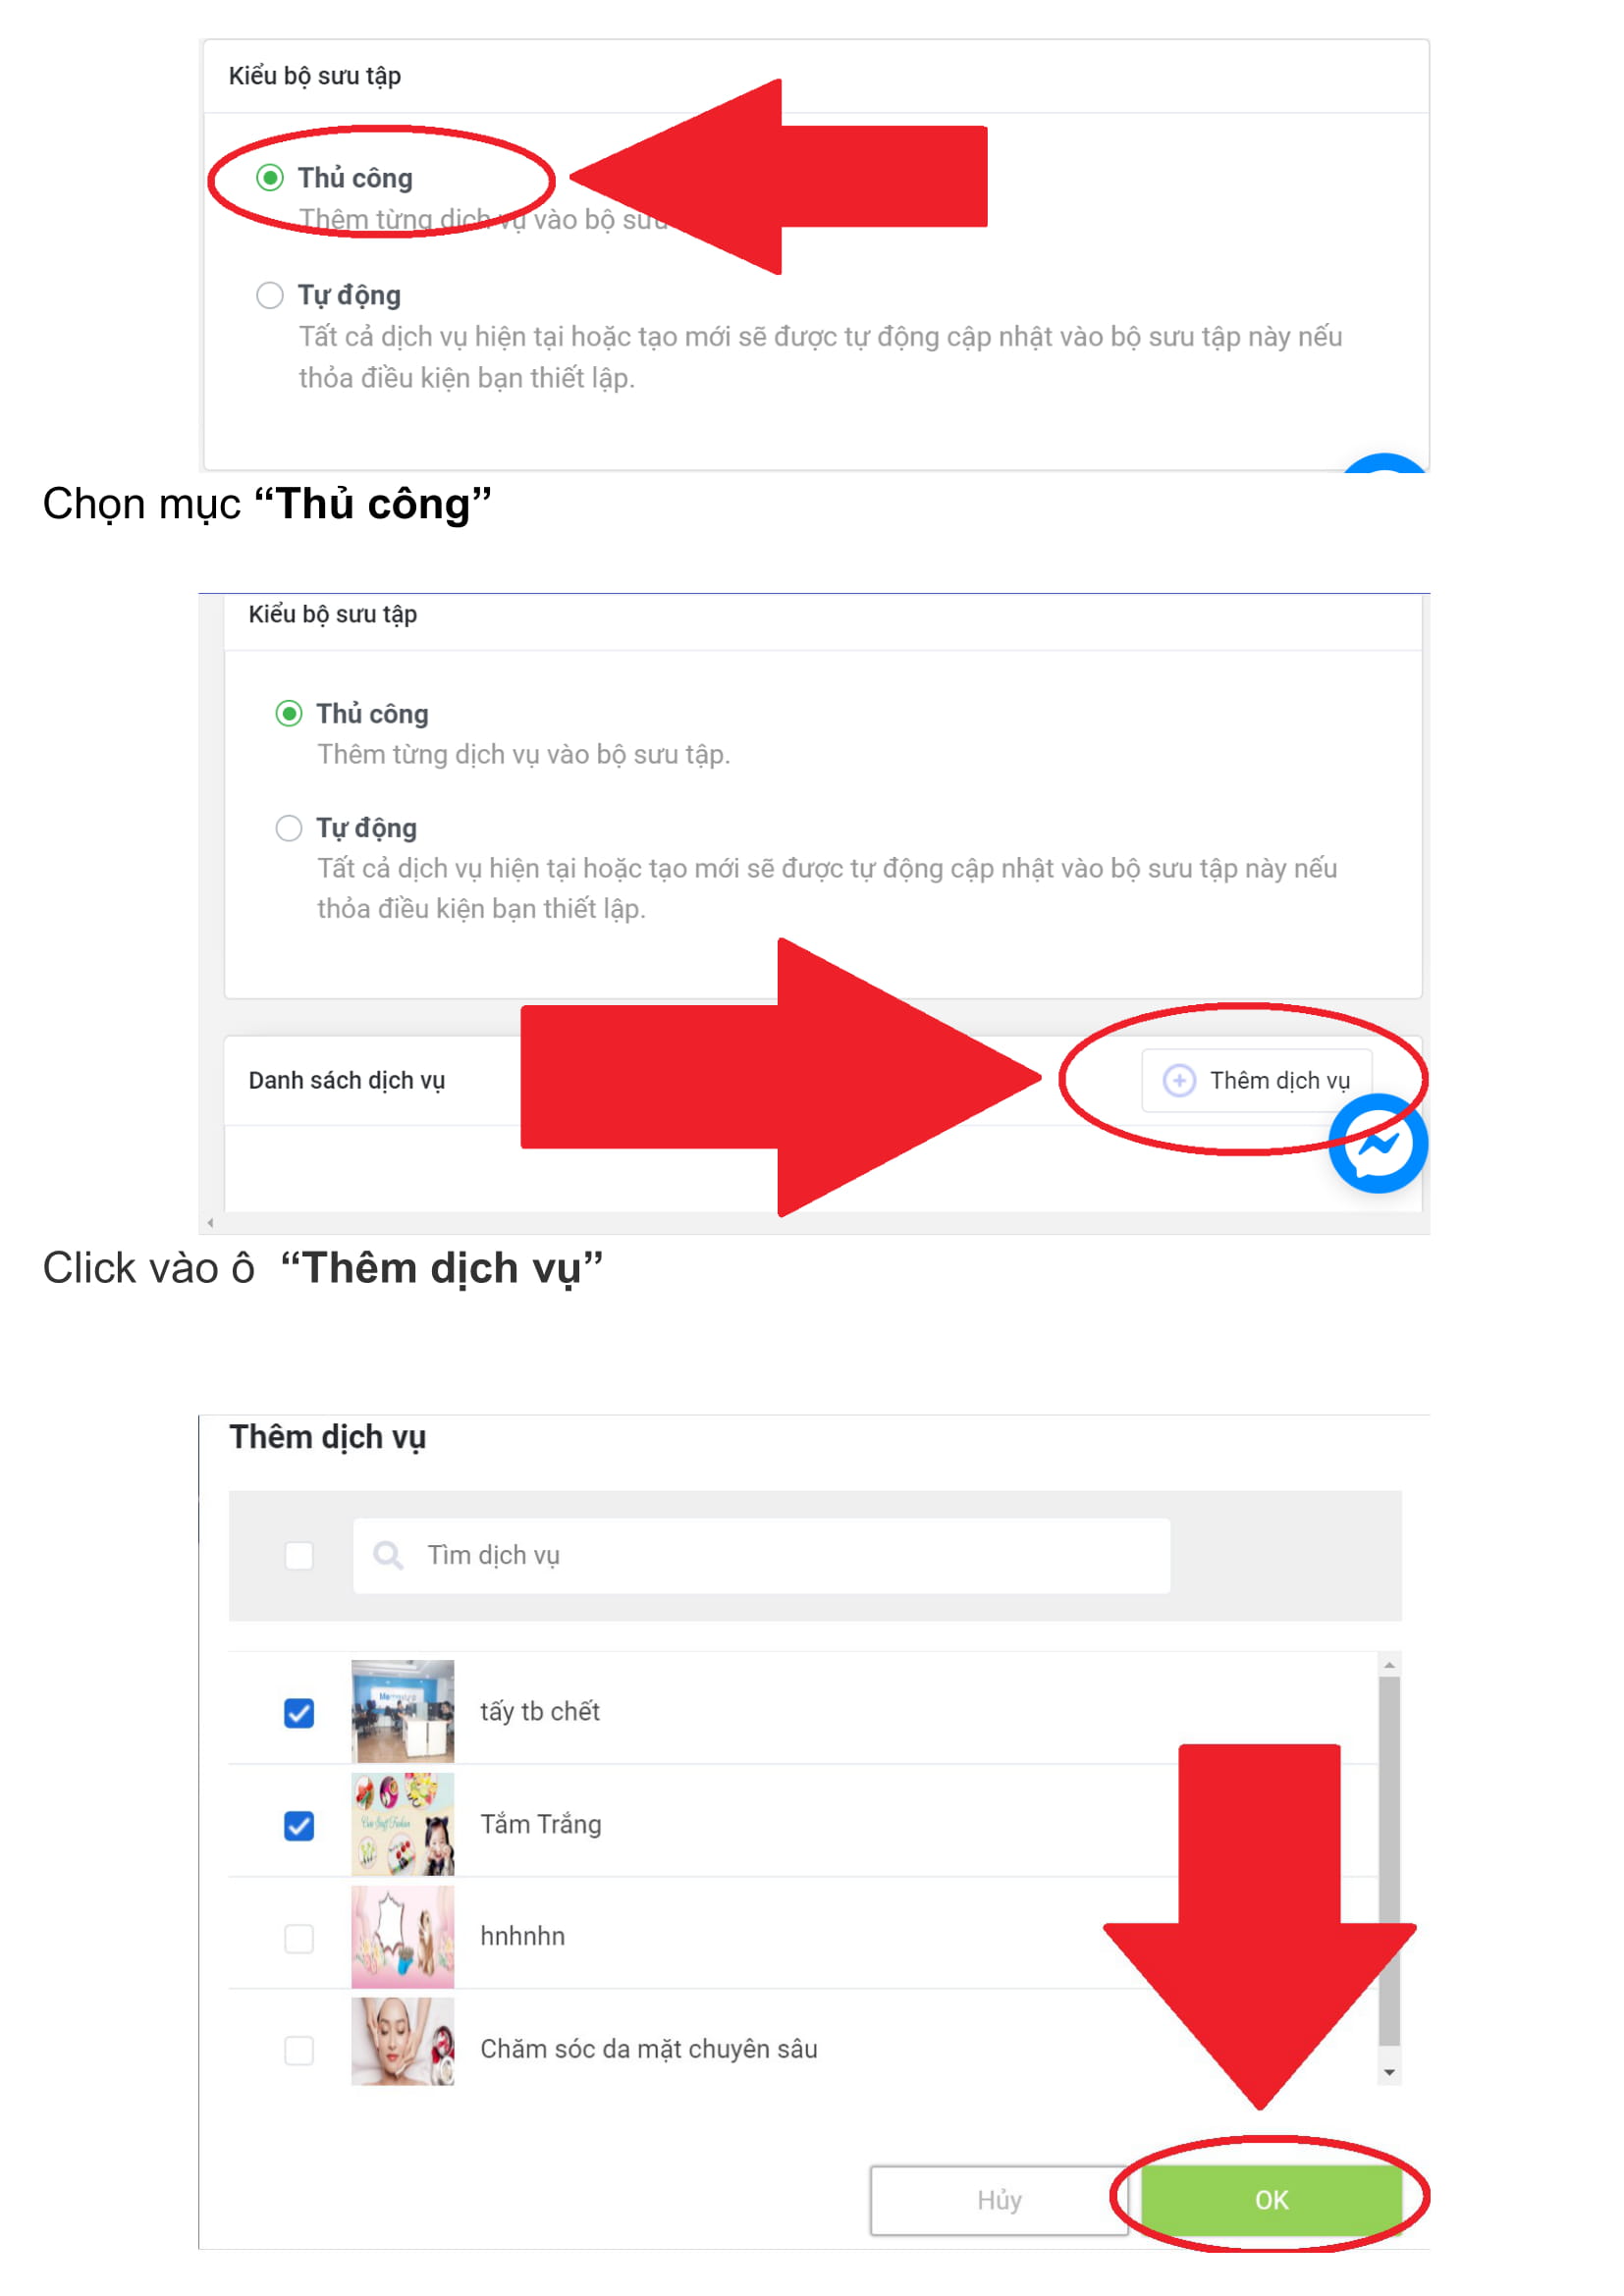 Kiểu bộ sưu tập
Thủ công
Thêm từng dịch vụ vào bộ sưu
Tự động
Tất cả dịch vụ hiện tại hoặc tạo mới sẽ được tự động cập nhật vào bộ sưu tập này nếu
thỏa điều kiện bạn thiết lập.
Chọn mục “Thủ công”
Kiểu bộ sưu tập
Thủ công
Thêm từng dịch vụ vào bộ sưu tập.
Tự động
Tất cả dịch vụ hiện tại hoặc tạo mới sẽ được tự động cập nhật vào bộ sưu tập này nếu
thỏa điều kiện bạn thiết lập.
Danh sách dịch vụ
Thêm dịch vụ
Click vào ô “Thêm dịch vụ”
Thêm dịch vụ
Tìm dịch vụ
tấy tb chết
Tắm Trắng
hnhnhn
Chăm sóc da mặt chuyên sâu
Hủy
OK